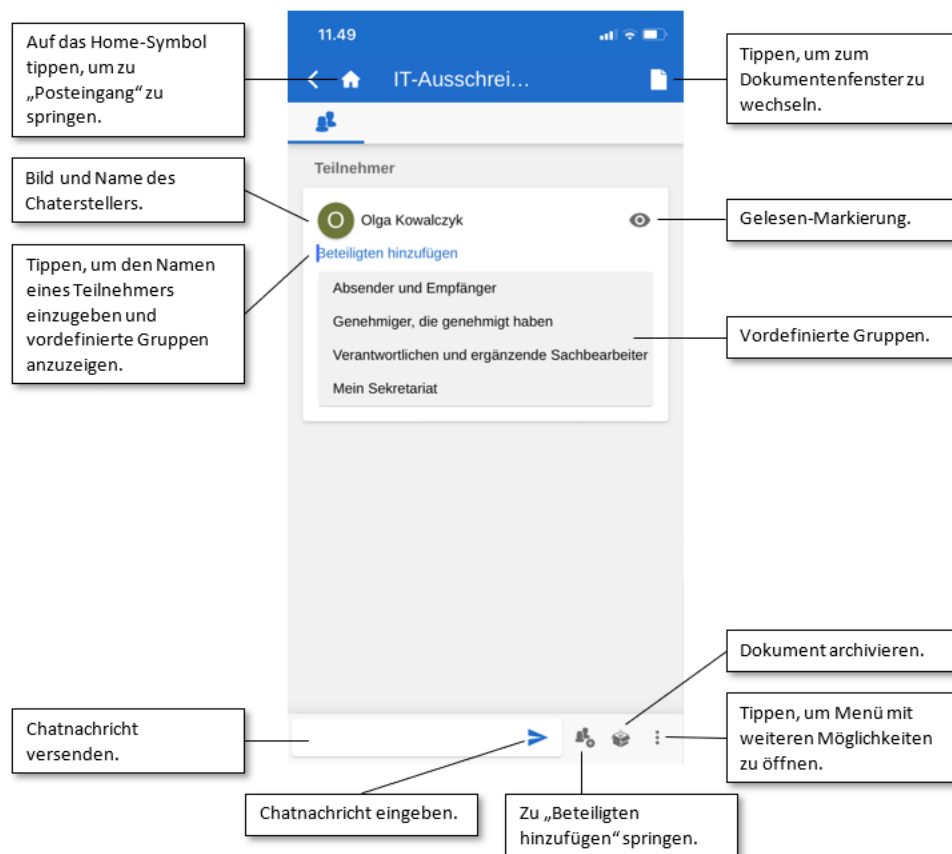 Auf das Home-Symbol
tippen, um zu
„Posteingang“ zu
springen.
Bild und Name des
Chaterstellers.
Tippen, um den Namen
eines Teilnehmers
einzugeben und
vordefinierte Gruppen
anzuzeigen.
Chatnachricht
versenden.
11.49
IT-Ausschrei...
Teilnehmer
O
Olga Kowalczyk
Beteiligten hinzufügen
Absender und Empfänger
Genehmiger, die genehmigt haben
Verantwortlichen und ergänzende Sachbearbeiter
Mein Sekretariat
Tippen, um zum
Dokumentenfenster zu
wechseln.
Gelesen-Markierung.
Vordefinierte Gruppen.
Dokument archivieren.
Tippen, um Menü mit
weiteren Möglichkeiten
zu öffnen.
Chatnachricht eingeben.
Zu „Beteiligten
hinzufügen“ springen.